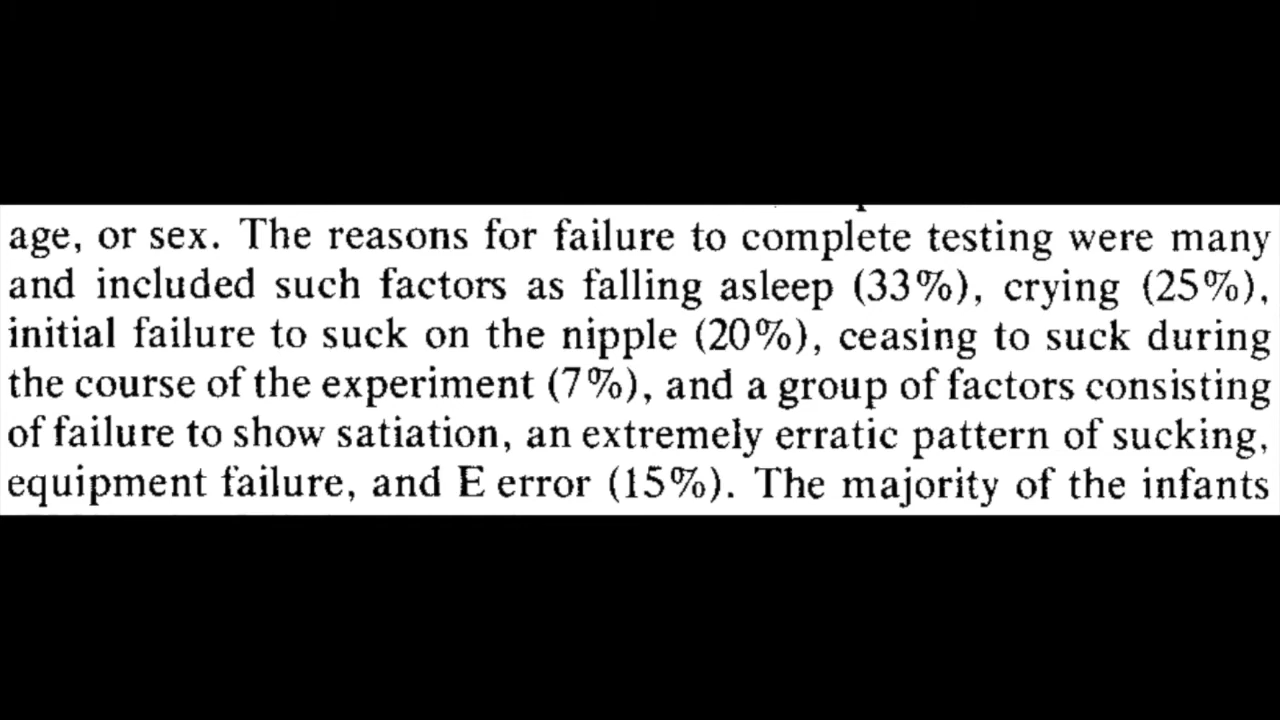 age, or sex. The reasons for failure to complete testing were many
and included such factors as falling asleep (33%), crying (25%),
initial failure to suck on the nipple (20%), ceasing to suck during
the course of the experiment (7%), and a group of factors consisting
of failure to show satiation, an extremely erratic pattern of sucking,
equipment failure, and E error (15%). The majority of the infants